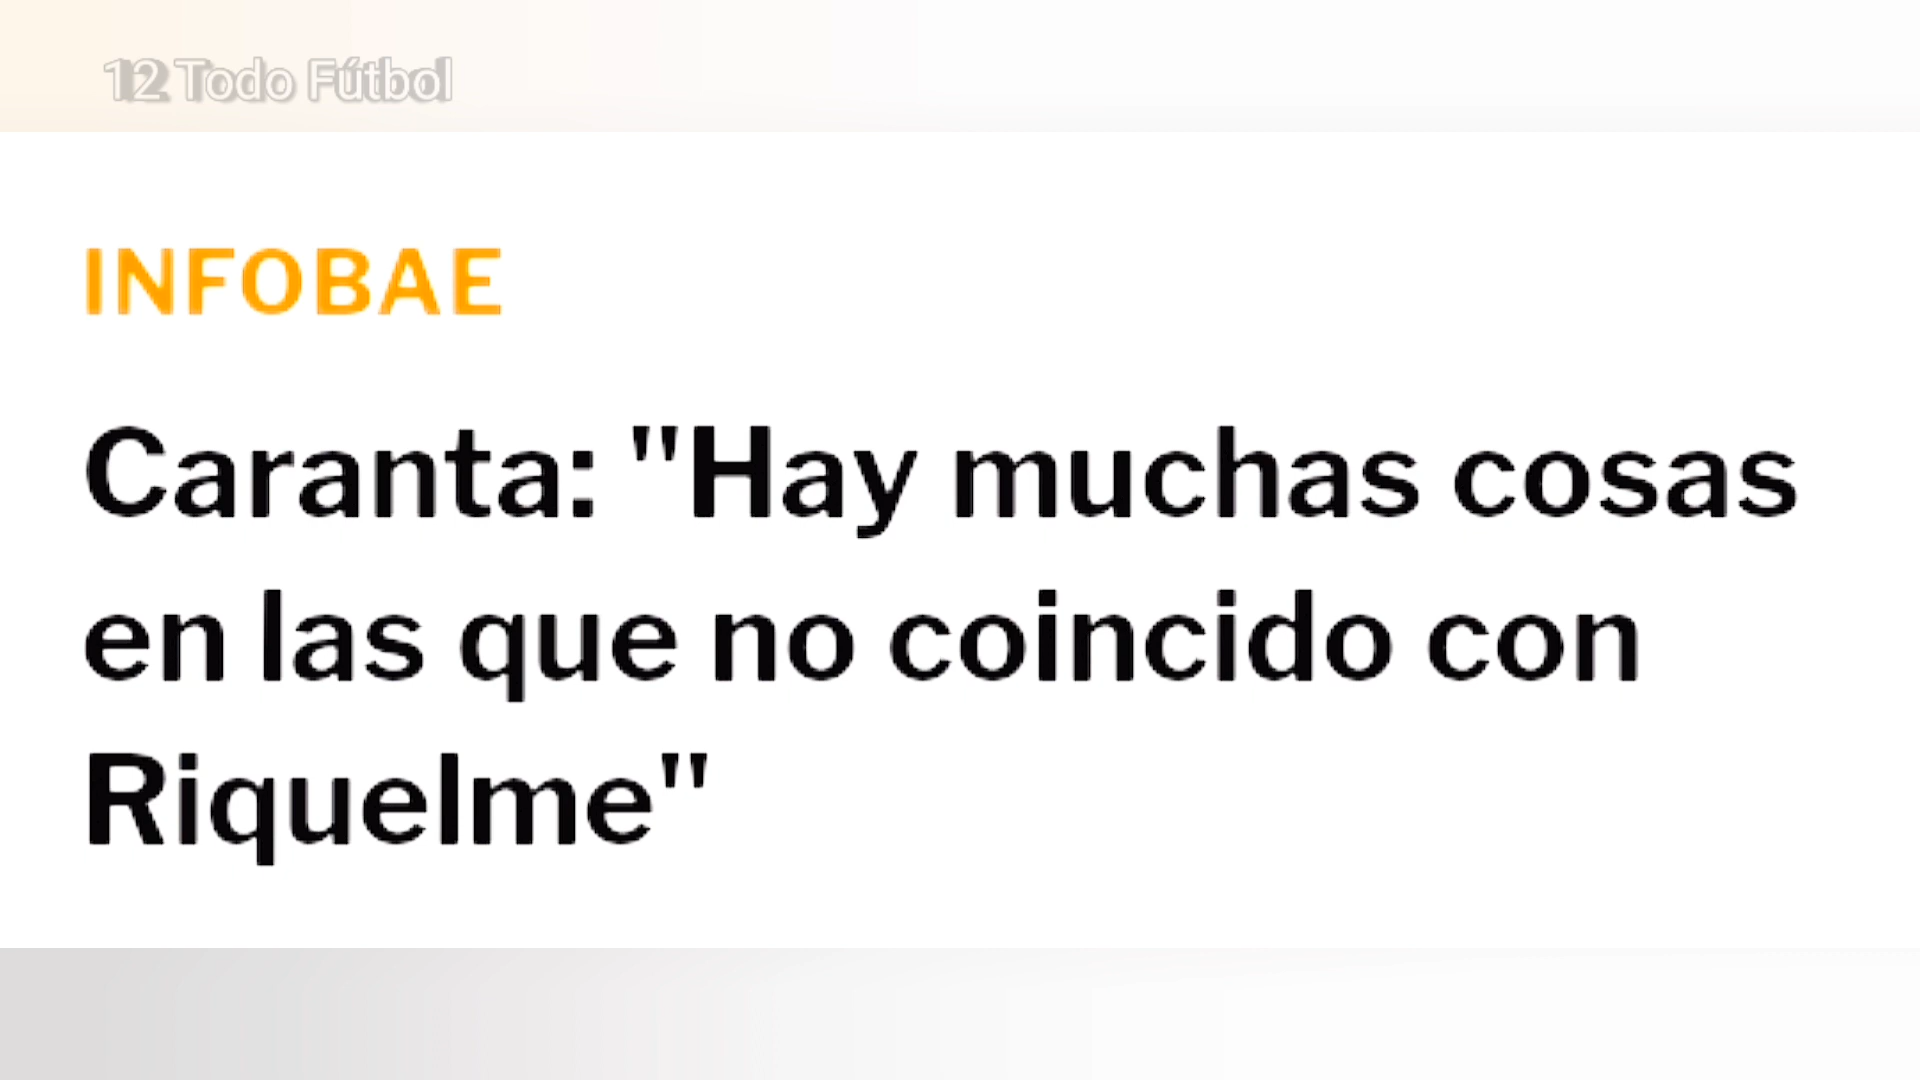 12 Todo Fútbol
INFOBAE
Caranta: "Hay muchas cosas
en las que no coincido con
Riquelme"